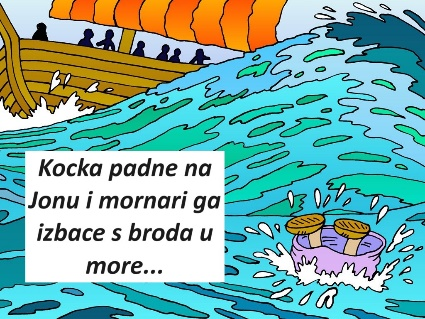 Kocka padne na
Jonu i mornari ga
izbace s broda u
more...